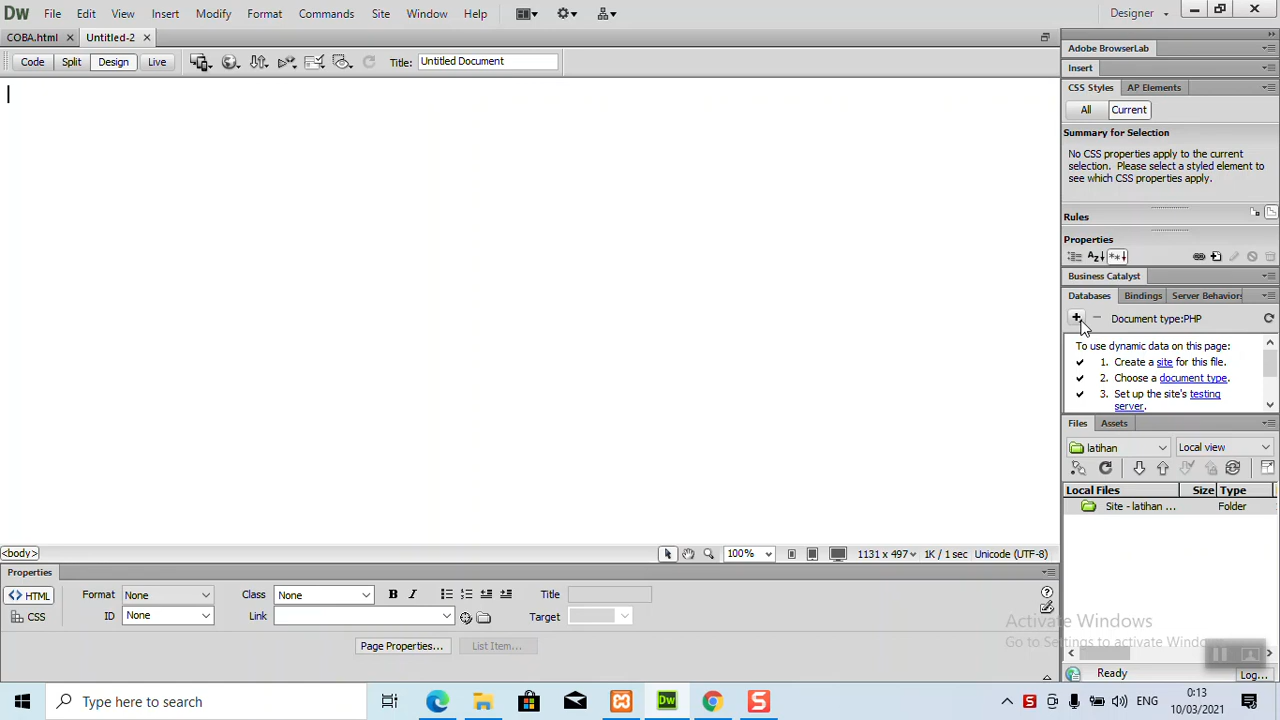 Dw File Edit View Insert Modify Format Commands Site Window Help Designer
COBA.html Untitled-2
Code Split Design Live Title: Untitled Document
Adobe BrowserLab
Insert
CSS Styles AP Elements
All Current
Summary for Selection
No CSS properties apply to the current
selection. Please select a styled element to
see which CSS properties apply.
Rules
Properties
Business Catalyst
Databases Bindings Server Behaviors
Document type:PHP
To use dynamic data on this page:
1. Create a site for this file.
2. Choose a document type.
3. Set up the site's testing
server.
Files Assets
latihan Local view
Local Files Size Type
Site - latihan ... Folder
<body> 100% 1131 x 497 1K / 1 sec Unicode (UTF-8)
Properties
HTML Format None Class None B I Title
CSS ID None Link Target
Page Properties... List Item...
Activate Windows
Go to Settings to activate Windows
Ready Log...
Type here to search
Dw
S
S
ENG
0:13
10/03/2021